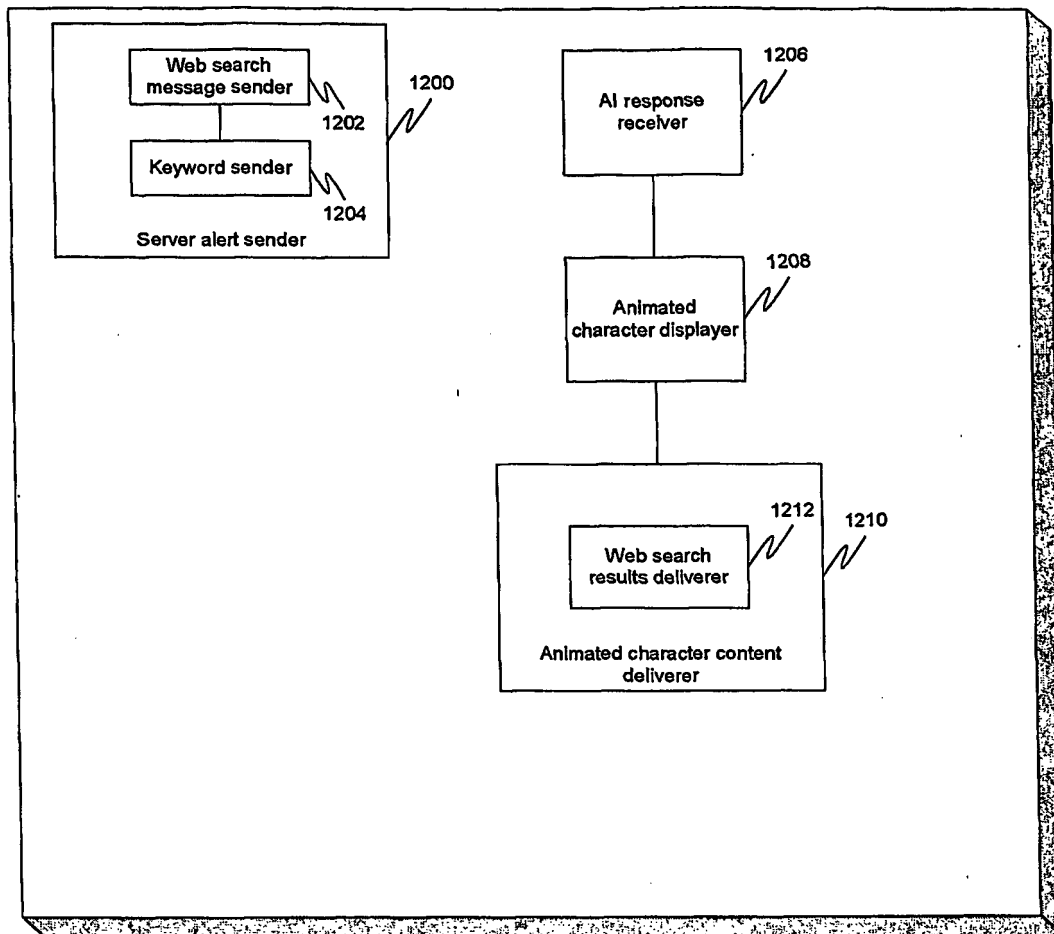 Web search
message sender
1202
1200
Keyword sender
1204
Server alert sender
1206
AI response
receiver
1208
Animated
character displayer
1212
1210
Web search
results deliverer
Animated character content
deliverer